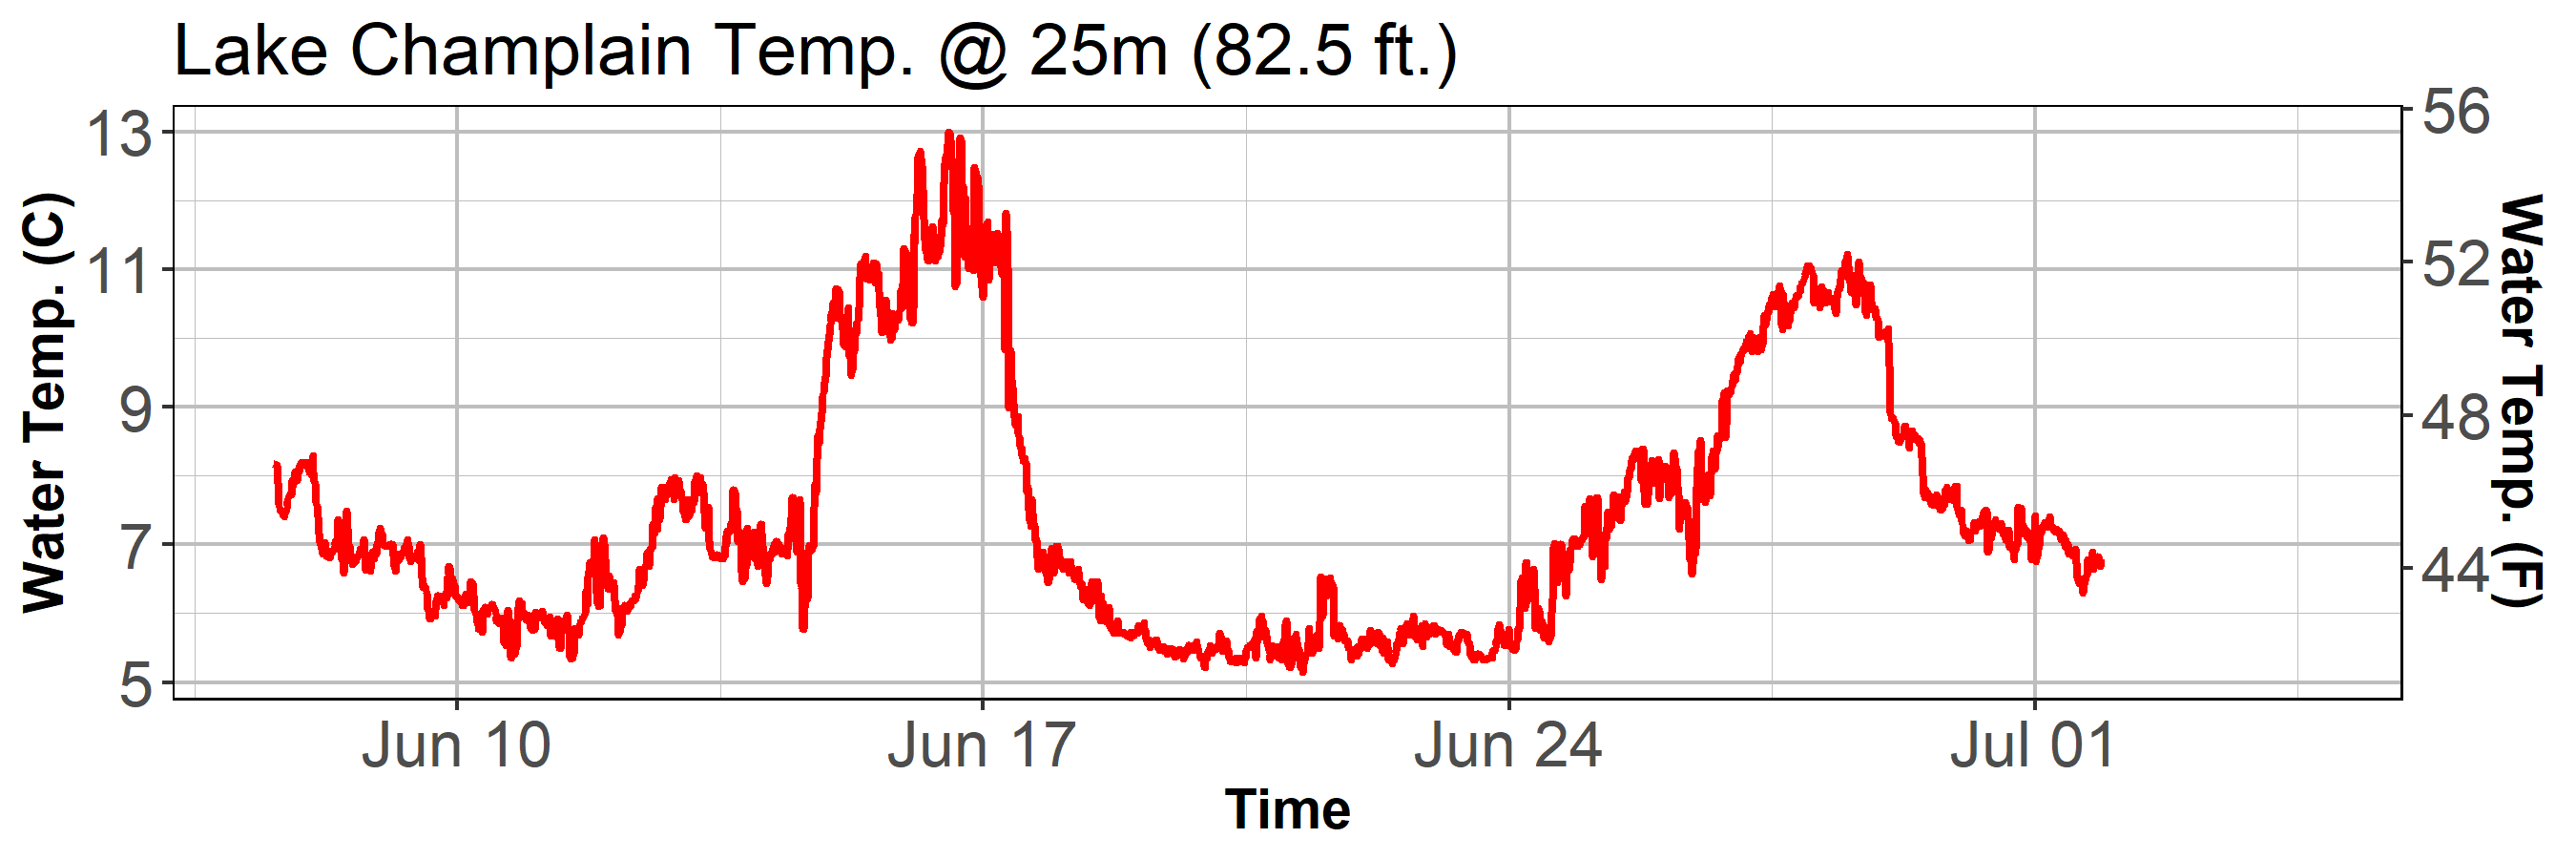 Lake Champlain Temp. @ 25m (82.5 ft.)
Water Temp. (C)
13
11
9
7
5
56
52
48
44
Water Temp. (F)
Jun 10 Jun 17 Jun 24 Jul 01
Time